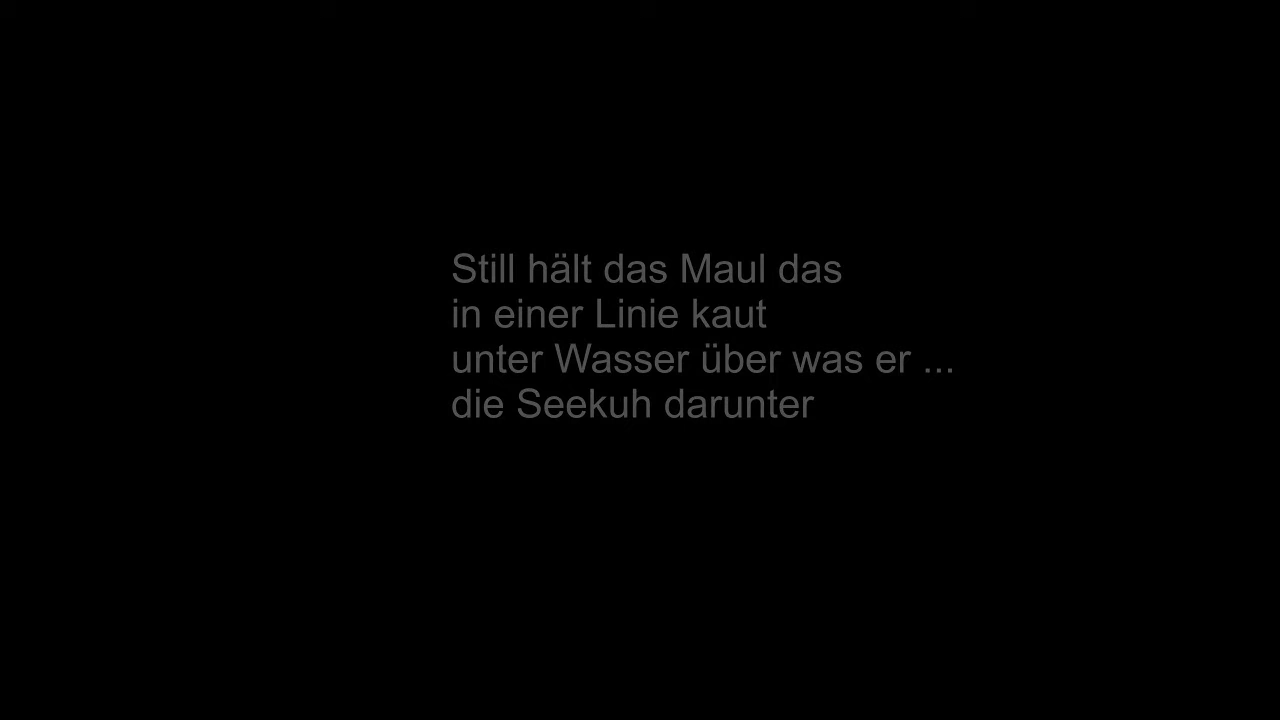 Still hält das Maul das
in einer Linie kaut
unter Wasser über was er ...
die Seekuh darunter